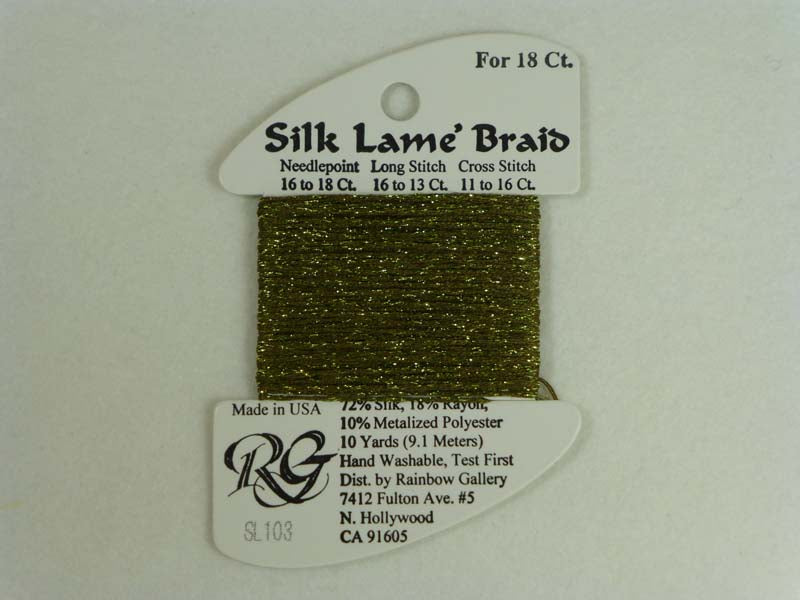 For 18 Ct.
Silk Lamé Braid
Needlepoint Long Stitch Cross Stitch
16 to 18 Ct. 16 to 13 Ct. 11 to 16 Ct.
Made in USA
72% Silk, 18% Rayon,
10% Metalized Polyester
10 Yards (9.1 Meters)
Hand Washable, Test First
Dist. by Rainbow Gallery
7412 Fulton Ave. #5
N. Hollywood
CA 91605
RG
SL103